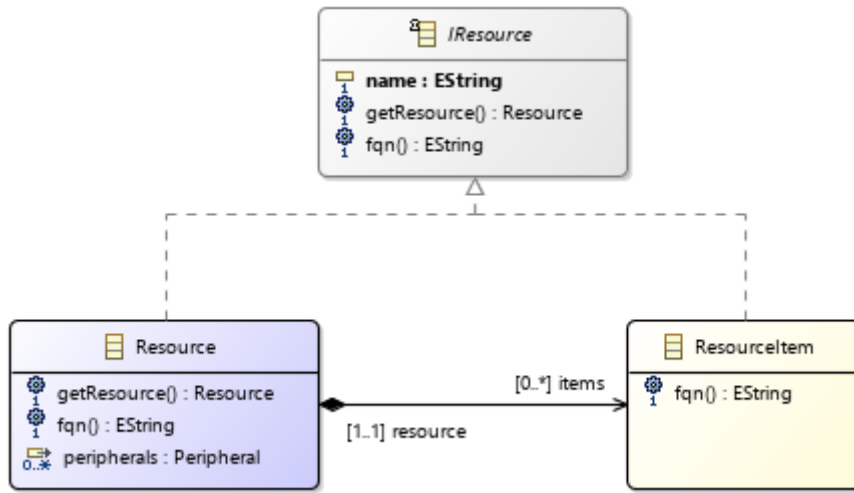 IResource
name : EString
1
getResource() : Resource
1
fqn() : EString
1
Resource
getResource() : Resource
1
fqn() : EString
1
peripherals : Peripheral
0..*
[0..*] items
[1..1] resource
ResourceItem
fqn() : EString
1